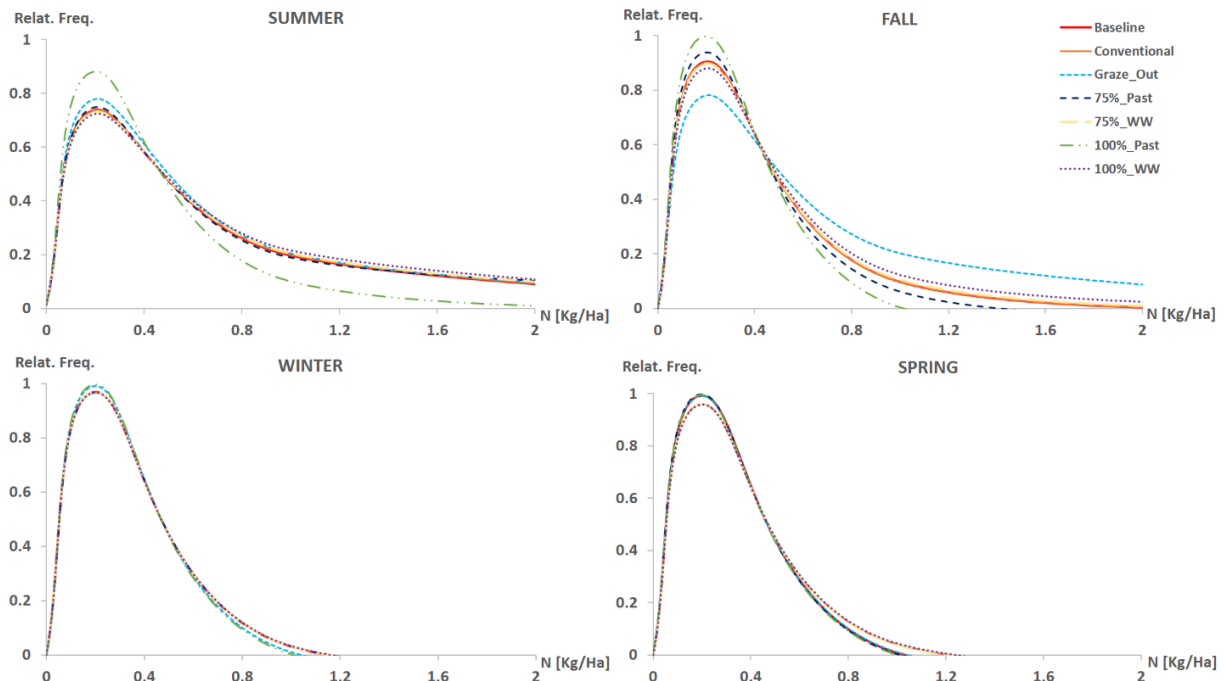 Relat. Freq.
SUMMER
1
0.8
0.6
0.4
0.2
0
0.4
0.8
1.2
1.6
2
N [Kg/Ha]
Relat. Freq.
FALL
1
0.8
0.6
0.4
0.2
0
0
0.4
0.8
1.2
1.6
2
N [Kg/Ha]
Baseline
Conventional
Graze_Out
75%_Past
75%_WW
100%_Past
100%_WW
Relat. Freq.
WINTER
1
0.8
0.6
0.4
0.2
0
0
0.4
0.8
1.2
1.6
2
N [Kg/Ha]
Relat. Freq.
SPRING
1
0.8
0.6
0.4
0.2
0
0
0.4
0.8
1.2
1.6
2
N [Kg/Ha]